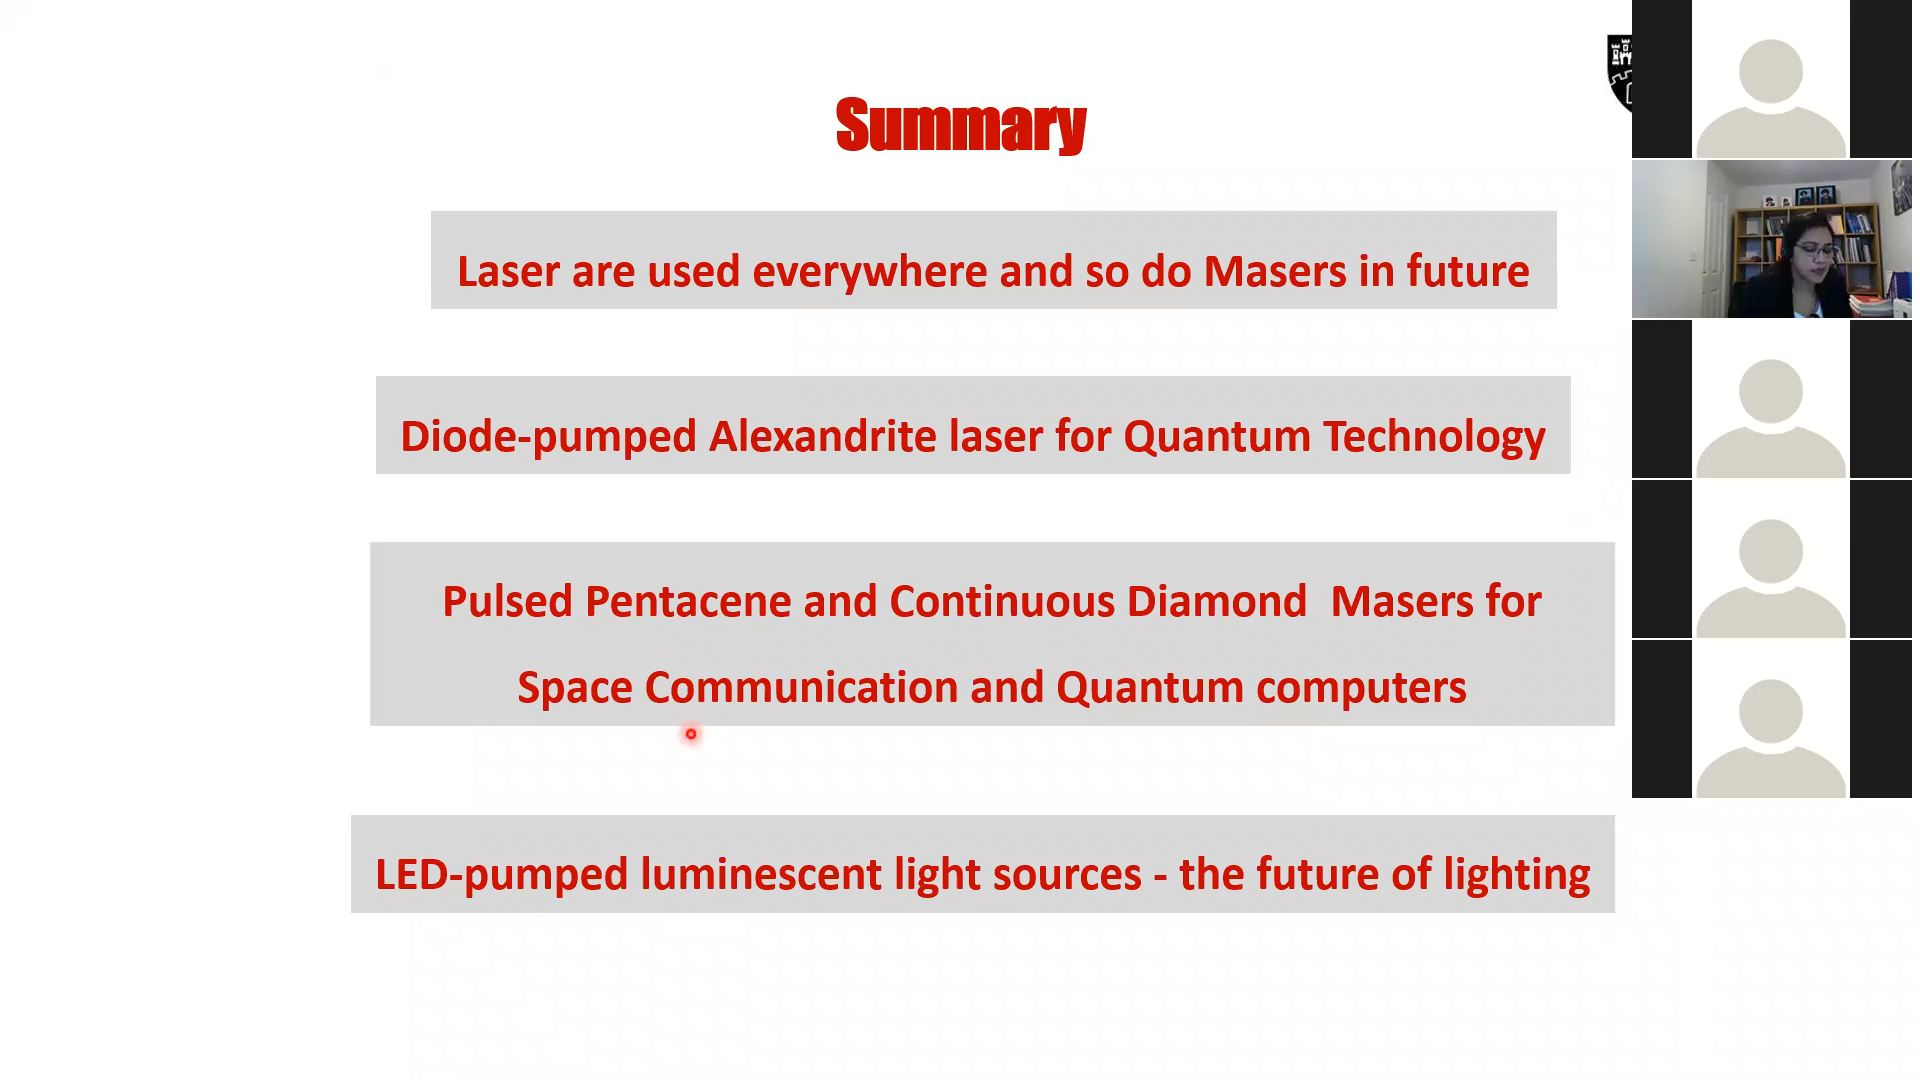 Summary
Laser are used everywhere and so do Masers in future
Diode-pumped Alexandrite laser for Quantum Technology
Pulsed Pentacene and Continuous Diamond Masers for
Space Communication and Quantum computers
LED-pumped luminescent light sources - the future of lighting